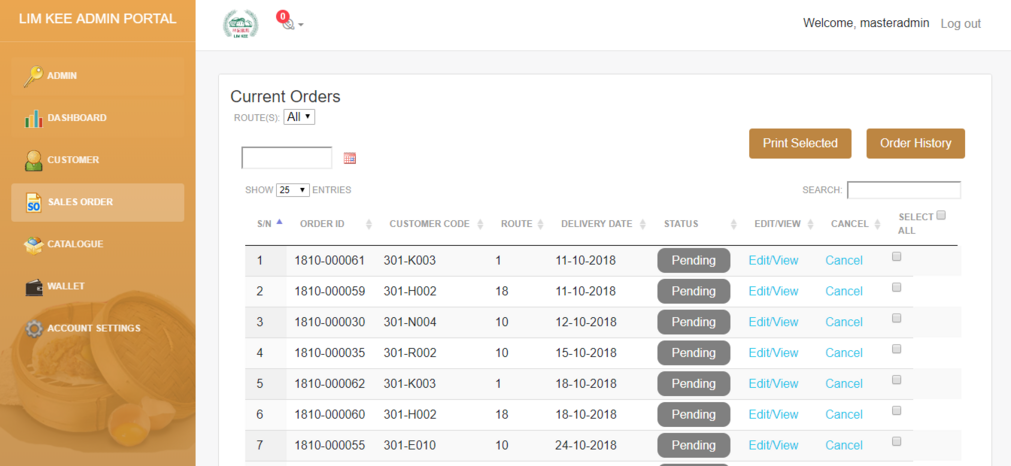 LIM KEE ADMIN PORTAL
ADMIN
DASHBOARD
CUSTOMER
SALES ORDER
CATALOGUE
WALLET
ACCOUNT SETTINGS
LIM KEE
0
Welcome, masteradmin Log out
Current Orders
ROUTE(S): All
Print Selected Order History
SHOW 25 ENTRIES SEARCH:
S/N ORDER ID CUSTOMER CODE ROUTE DELIVERY DATE STATUS EDIT/VIEW CANCEL SELECT
ALL
1 1810-000061 301-K003 1 11-10-2018 Pending Edit/View Cancel
2 1810-000059 301-H002 18 11-10-2018 Pending Edit/View Cancel
3 1810-000030 301-N004 10 12-10-2018 Pending Edit/View Cancel
4 1810-000035 301-R002 10 15-10-2018 Pending Edit/View Cancel
5 1810-000062 301-K003 1 18-10-2018 Pending Edit/View Cancel
6 1810-000060 301-H002 18 18-10-2018 Pending Edit/View Cancel
7 1810-000055 301-E010 10 24-10-2018 Pending Edit/View Cancel